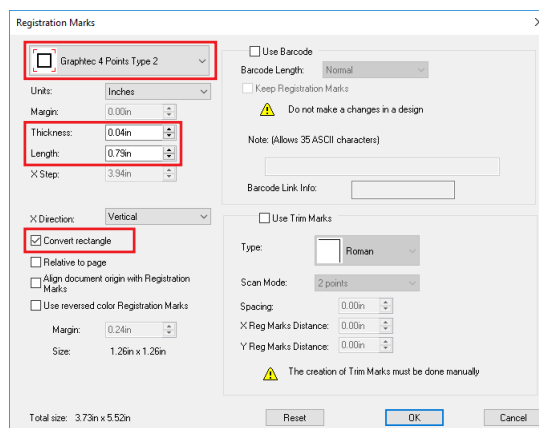 Registration Marks
Graphtec 4 Points Type 2
Units: Inches
Margin: 0.00in
Thickness: 0.04in
Length: 0.79in
X Step: 3.94in
X Direction: Vertical
Convert rectangle
Relative to page
Align document origin with Registration
Marks
Use reversed color Registration Marks
Margin: 0.24in
Size: 1.26in x 1.26in
Total size: 3.73in x 5.52in
Use Barcode
Barcode Length: Normal
Keep Registration Marks
Do not make a changes in a design
Note: (Allows 35 ASCII characters)
Barcode Link Info:
Use Trim Marks
Type: Roman
Scan Mode: 2 points
Spacing: 0.00in
X Reg Marks Distance: 0.00in
Y Reg Marks Distance: 0.00in
The creation of Trim Marks must be done manually
Reset
OK
Cancel